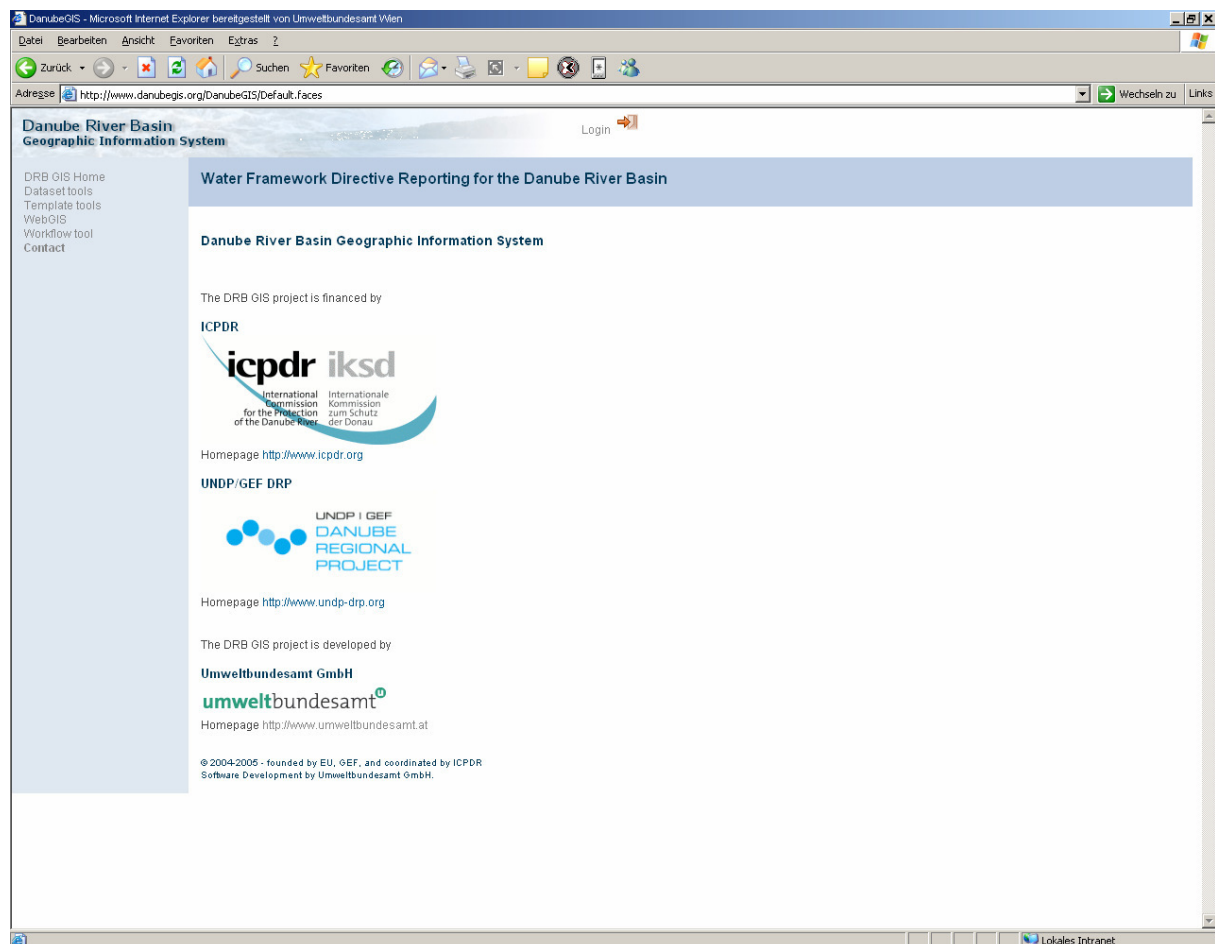 DanubeGIS - Microsoft Internet Explorer bereitgestellt von Umweltbundesamt Wien
Datei Bearbeiten Ansicht Favoriten Extras ?
Zurück Suchen Favoriten
Adresse http://www.danubegis.org/DanubeGIS/Default.faces Wechseln zu Links
Danube River Basin
Geographic Information System
Login
DRB GIS Home
Dataset tools
Template tools
WebGIS
Workflow tool
Contact
Water Framework Directive Reporting for the Danube River Basin
Danube River Basin Geographic Information System
The DRB GIS project is financed by
ICPDR
icpdr iksd
International Internationale
Commission Kommission
for the Protection zum Schutz
of the Danube River der Donau
Homepage http://www.icpdr.org
UNDP/GEF DRP
UNDP | GEF
DANUBE
REGIONAL
PROJECT
Homepage http://www.undp-drp.org
The DRB GIS project is developed by
Umweltbundesamt GmbH
umweltbundesamt u
Homepage http://www.umweltbundesamt.at
© 2004-2005 - founded by EU, GEF, and coordinated by ICPDR
Software Development by Umweltbundesamt GmbH.
Lokales Intranet